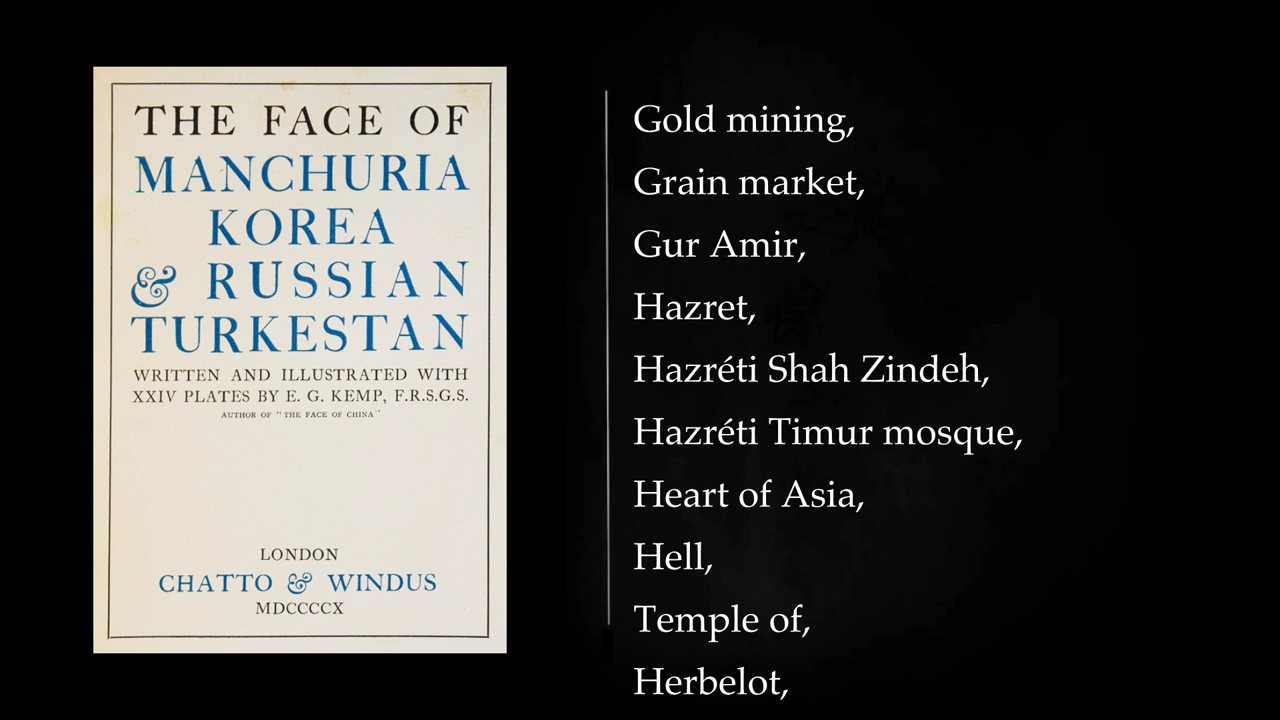 THE FACE OF
MANCHURIA
KOREA
& RUSSIAN
TURKESTAN
WRITTEN AND ILLUSTRATED WITH
XXIV PLATES BY E. G. KEMP, F.R.S.G.S.
AUTHOR OF "THE FACE OF CHINA"
LONDON
CHATTO & WINDUS
MDCCCCX
Gold mining,
Grain market,
Gur Amir,
Hazret,
Hazréti Shah Zindeh,
Hazréti Timur mosque,
Heart of Asia,
Hell,
Temple of,
Herbelot,